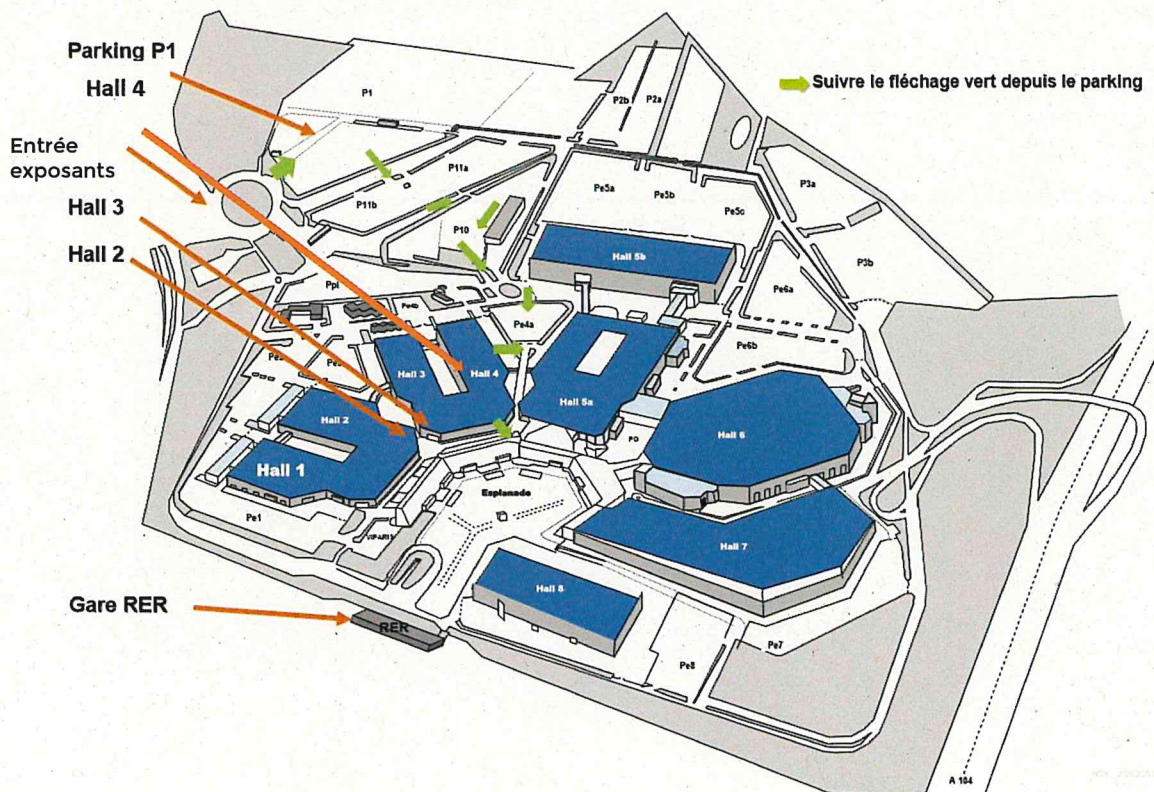 Parking P1
Hall 4
Entrée
exposants
Hall 3
Hall 2
Gare RER
Suivre le fléchage vert depuis le parking
P1
P2b
P2a
P11a
P11b
P10
P3a
P3b
Pe5a
Pe5b
Pe5c
Hall 5b
Ppl
Pe4b
Pe4a
Pe6a
Pe6b
Hall 3
Hall 4
Hall 5a
Hall 2
Hall 1
Hall 6
Esplanade
Pe1
VIPARIS
Hall 7
Hall 8
RER
Pe7
Pe8
A 104